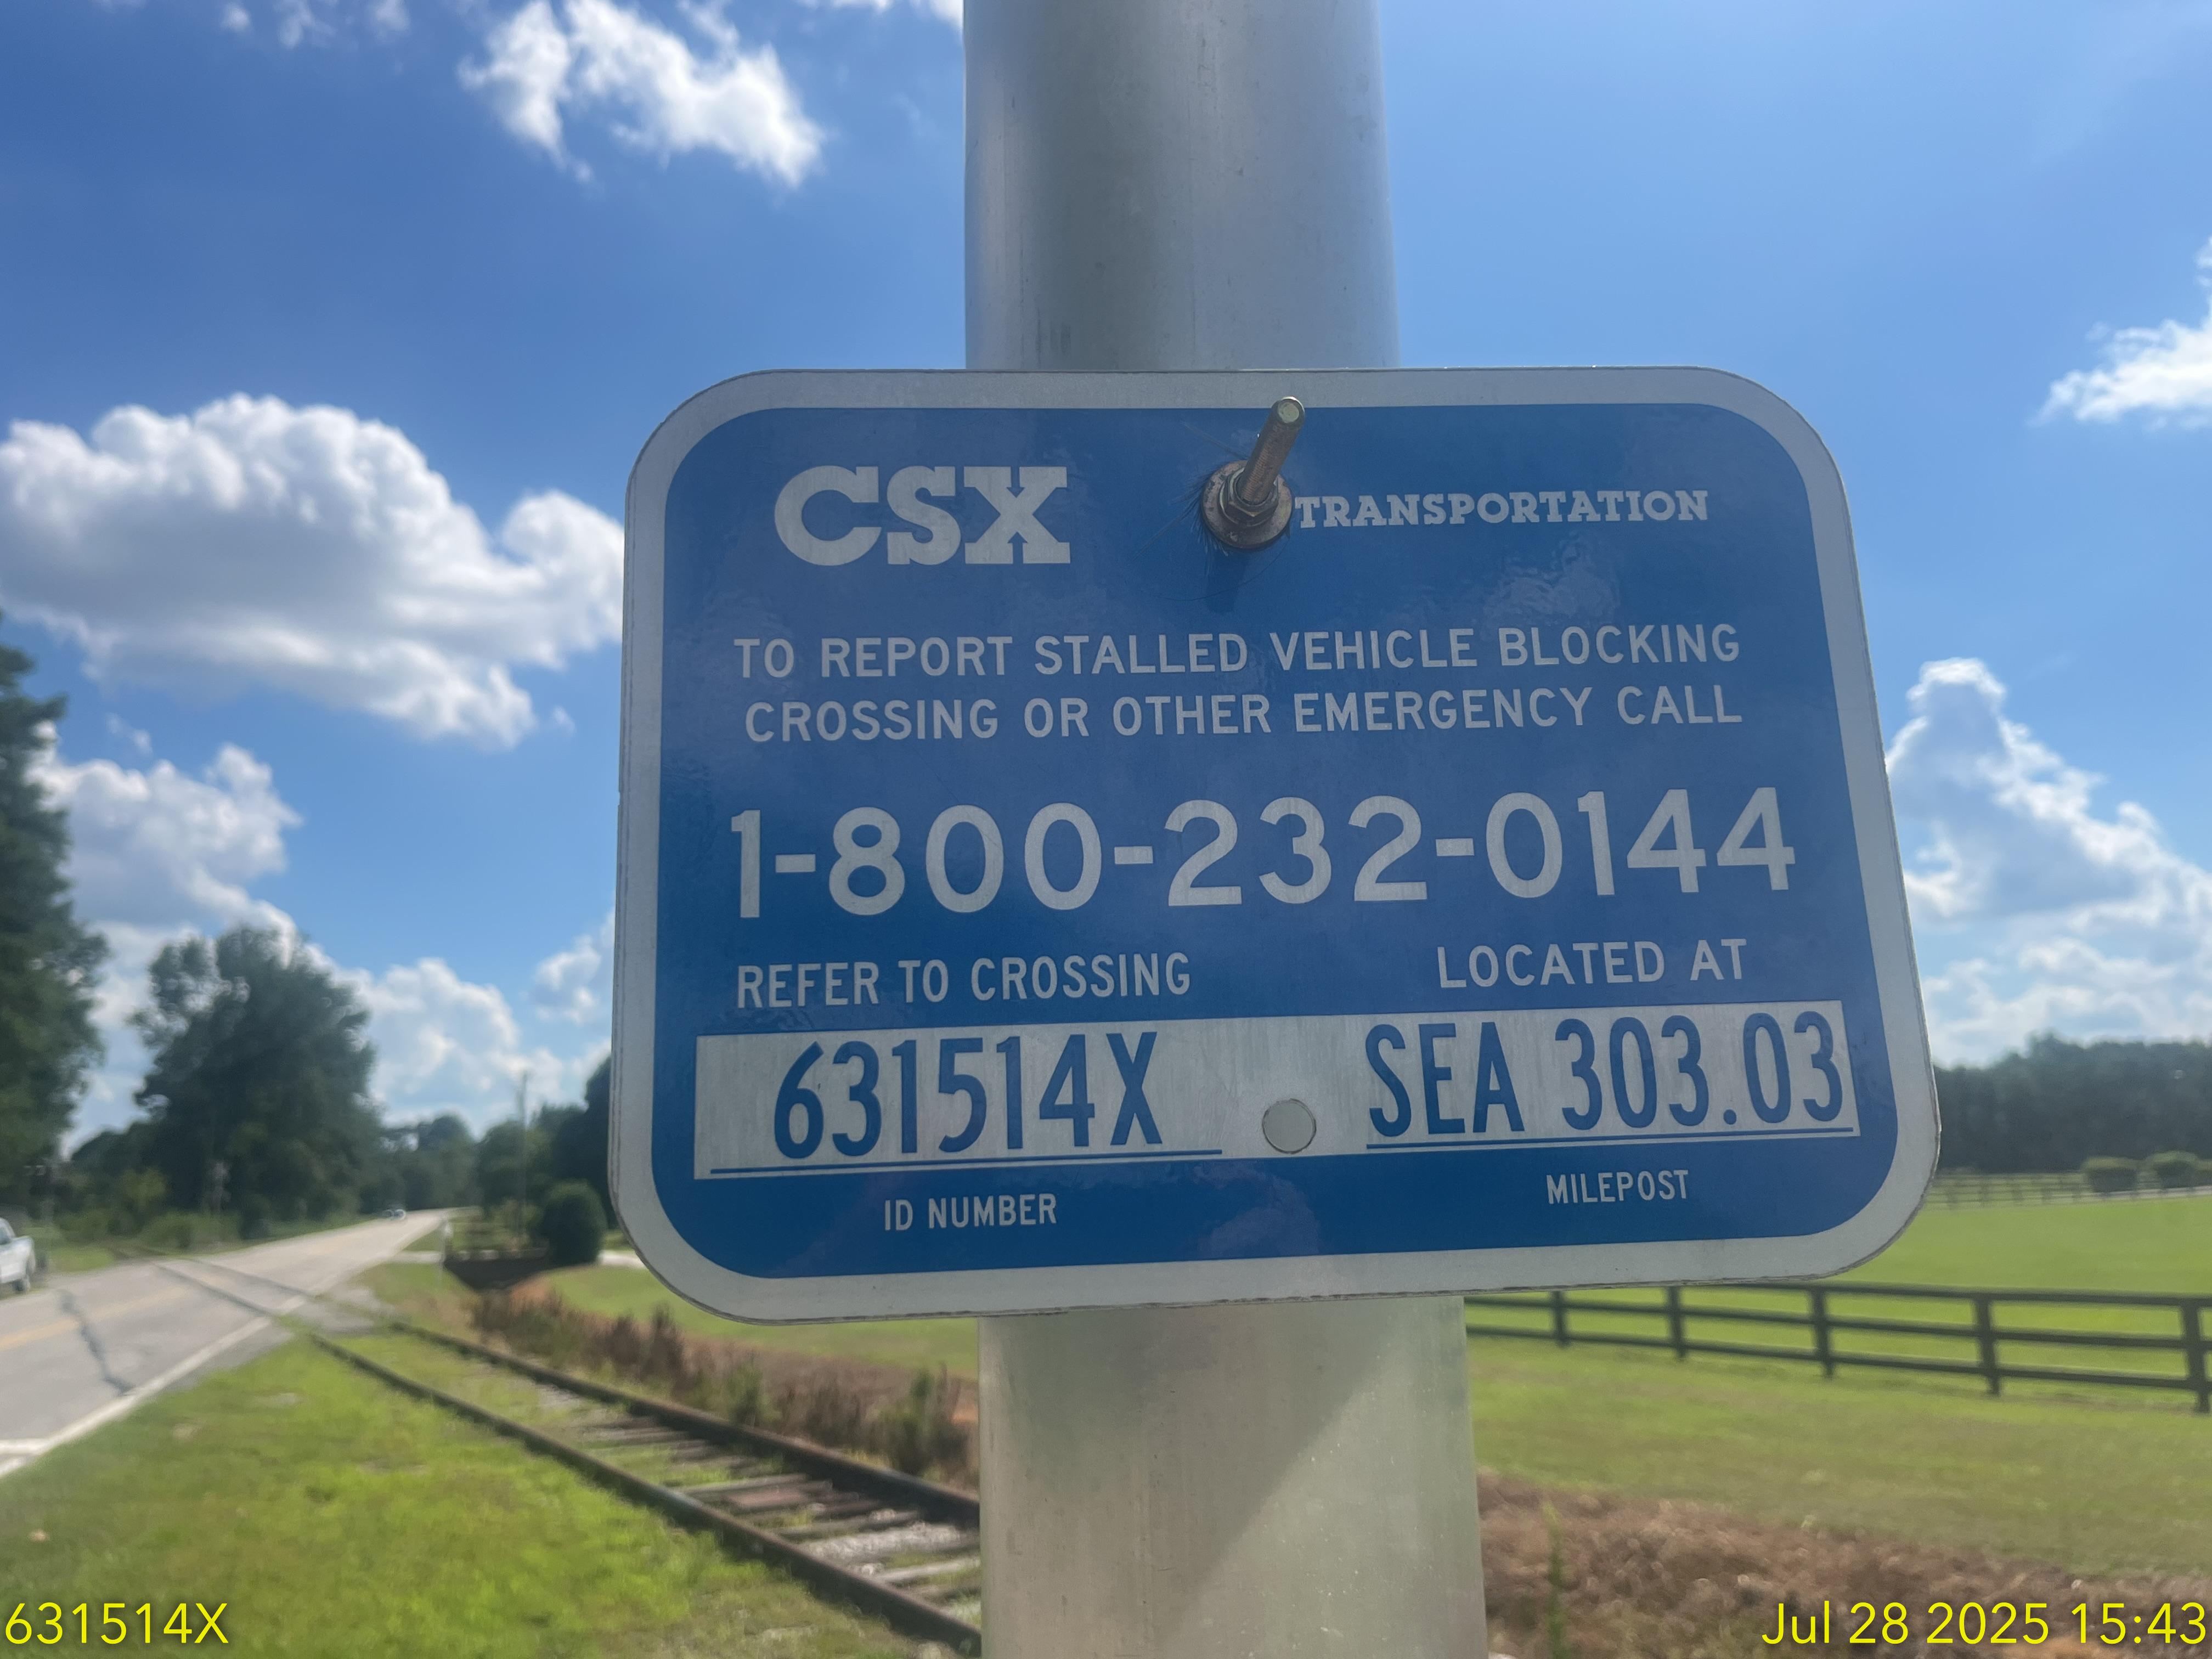 CSX TRANSPORTATION
TO REPORT STALLED VEHICLE BLOCKING
CROSSING OR OTHER EMERGENCY CALL
1-800-232-0144
REFER TO CROSSING
LOCATED AT
631514X
SEA 303.03
ID NUMBER
MILEPOST
631514X
Jul 28 2025 15:43